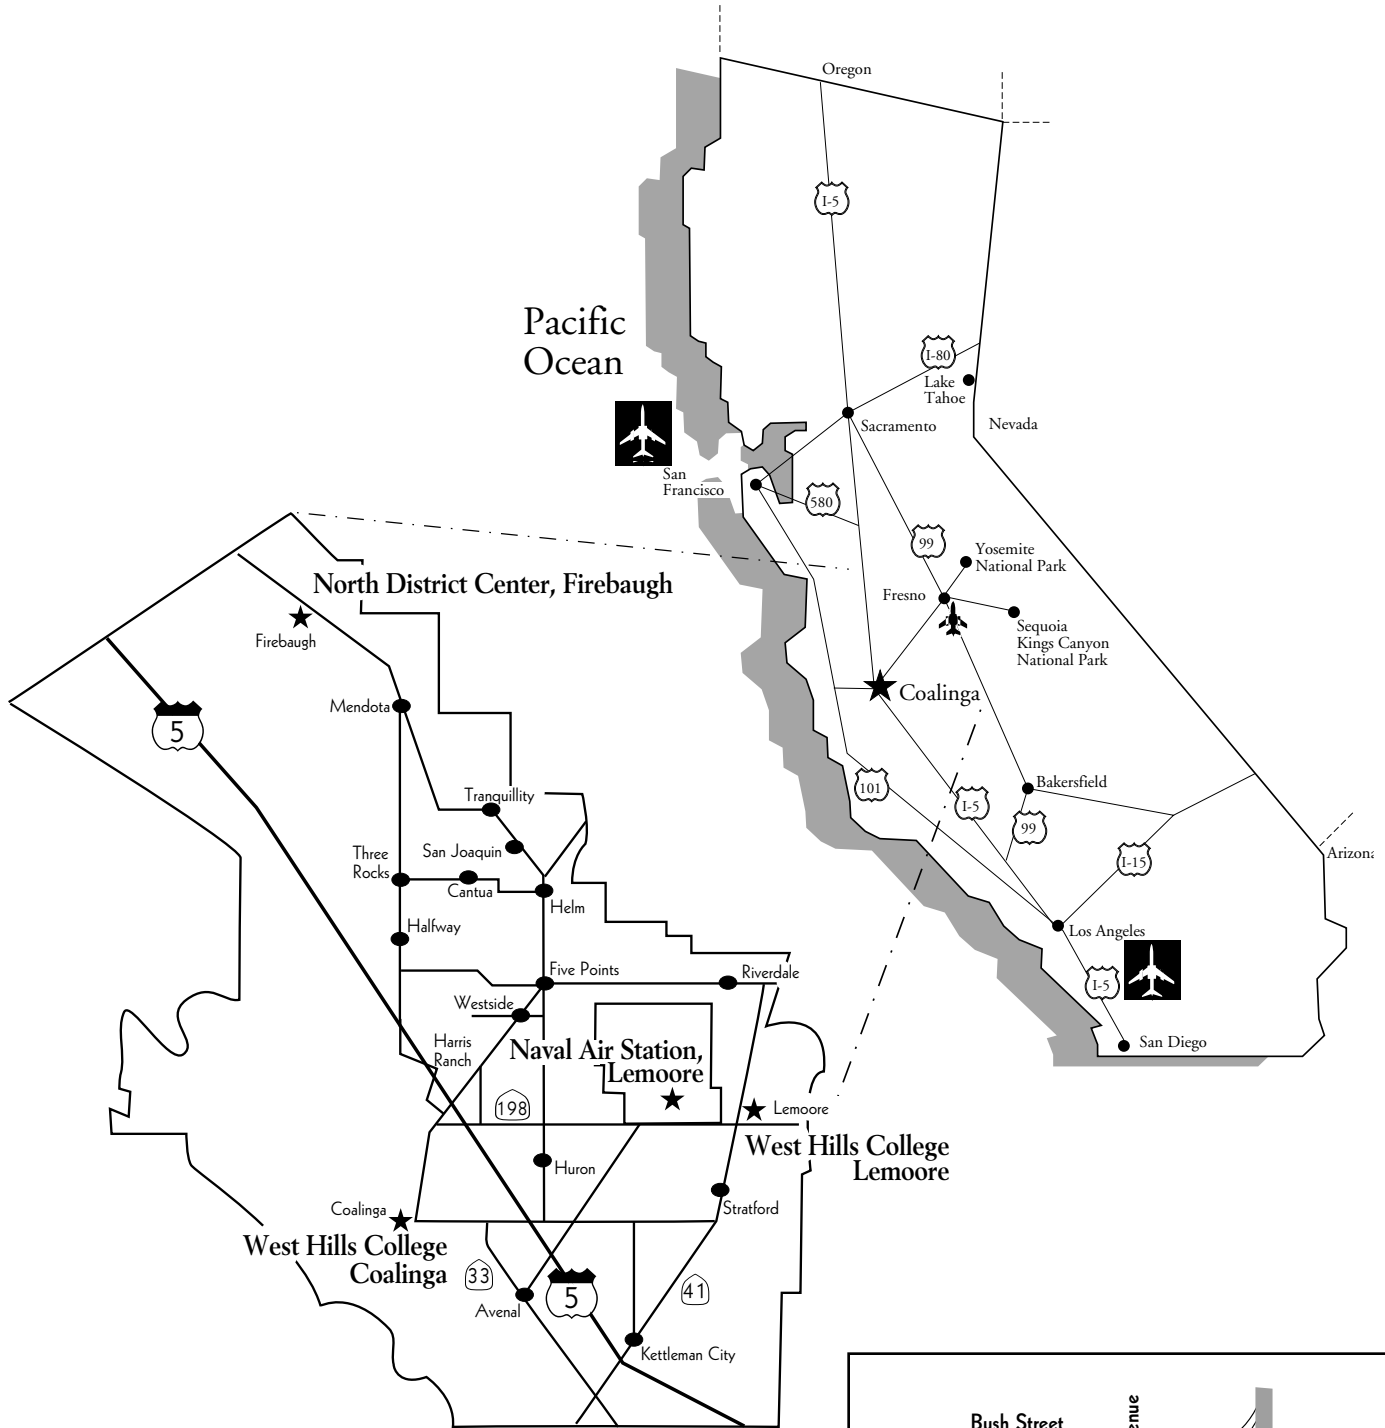 Oregon
I-5
Pacific
Ocean
I-80
Lake
Tahoe
Sacramento
Nevada
San
Francisco
580
99
Yosemite
National Park
Fresno
Sequoia
Kings Canyon
National Park
Coalinga
101
I-5
Bakersfield
99
I-15
Arizona
Los Angeles
I-5
San Diego
North District Center, Firebaugh
Firebaugh
Mendota
5
Tranquillity
San Joaquin
Three
Rocks
Cantua
Helm
Halfway
Five Points
Riverdale
Westside
Harris
Ranch
Naval Air Station,
Lemoore
198
Lemoore
West Hills College
Lemoore
Huron
Stratford
Coalinga
West Hills College
Coalinga
33
5
41
Avenal
Kettleman City
Bush Street